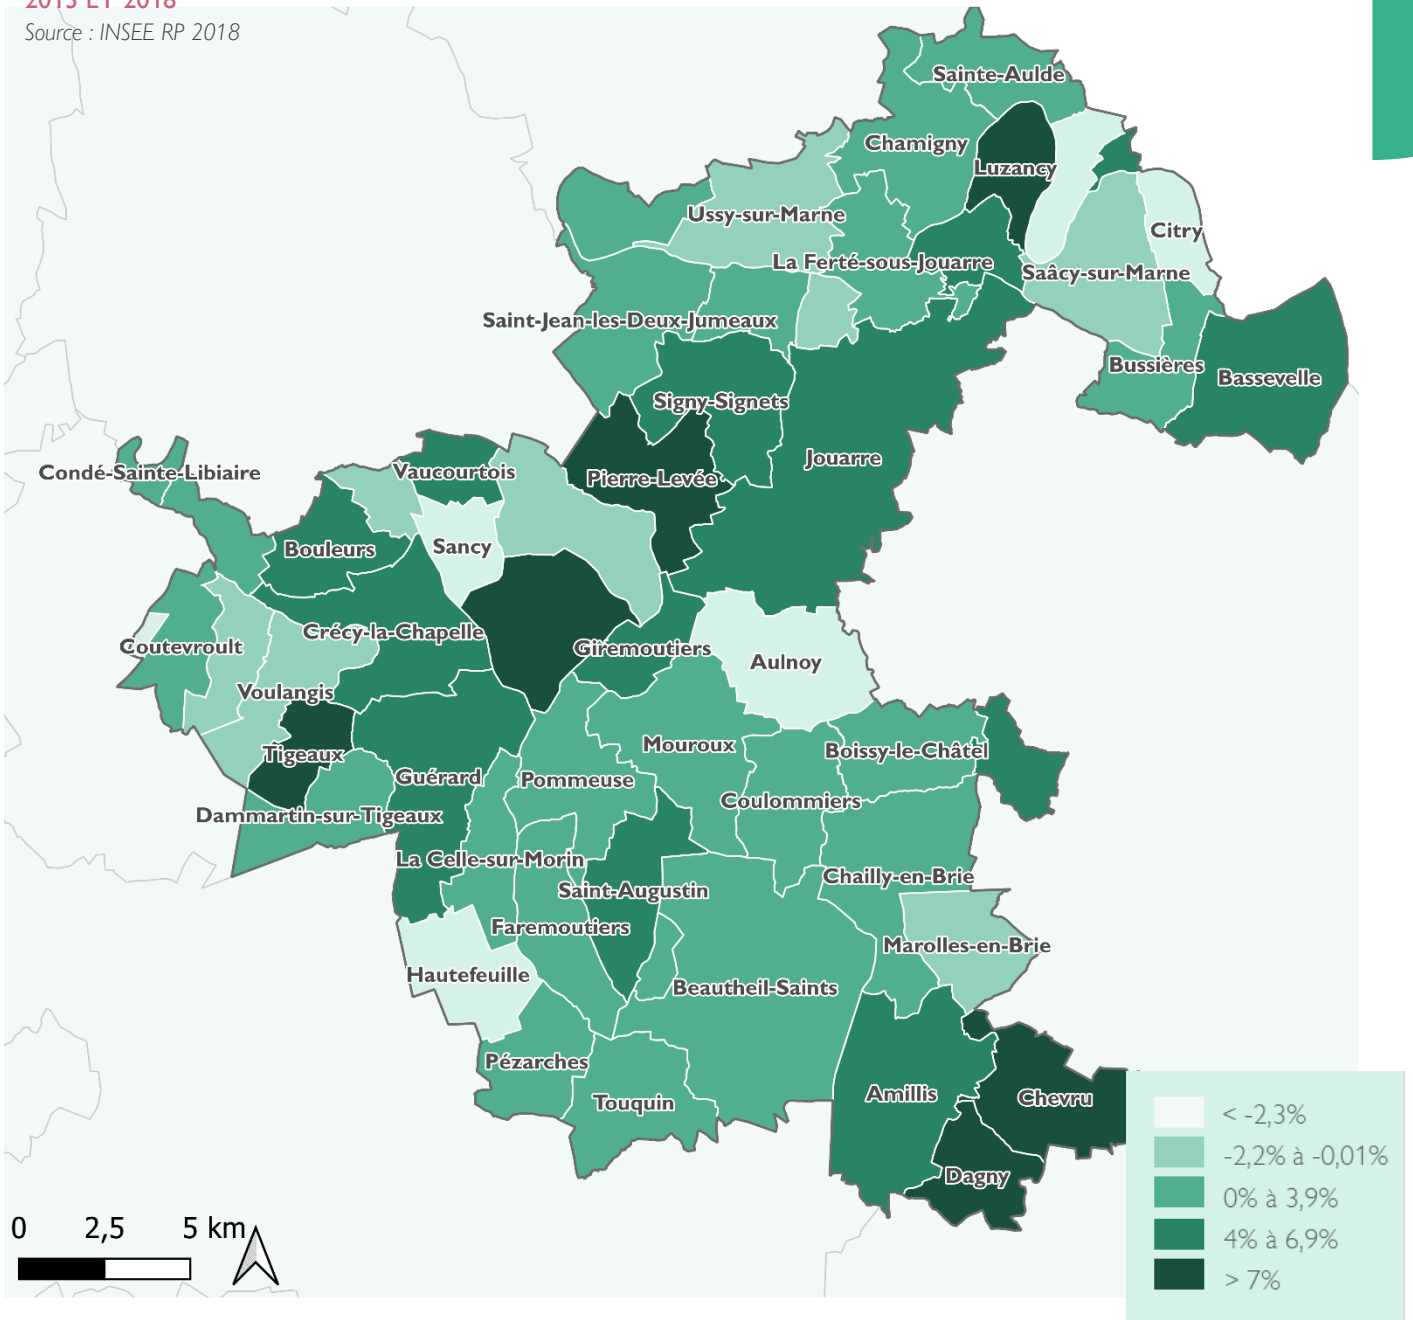 2013 ET 2018
Source : INSEE RP 2018
Sainte-Aulde
Chamigny
Luzancy
Ussy-sur-Marne
Citry
La Ferté-sous-Jouarre
Saâcy-sur-Marne
Saint-Jean-les-Deux-Jumeaux
Bussières
Bassevelle
Signy-Signets
Jouarre
Condé-Sainte-Libiaire
Vaucourtois
Pierre-Levée
Bouleurs
Sancy
Crécy-la-Chapelle
Coutevroult
Giremoutiers
Aulnoy
Voulangis
Mouroux
Boissy-le-Châtel
Tigeaux
Guérard
Pommeuse
Coulommiers
Dammartin-sur-Tigeaux
La Celle-sur-Morin
Chailly-en-Brie
Saint-Augustin
Faremoutiers
Marolles-en-Brie
Hautefeuille
Beautheil-Saints
Pézarches
Touquin
Amillis
Chevru
Dagny
< -2,3%
-2,2% à -0,01%
0% à 3,9%
4% à 6,9%
> 7%
0 2,5 5 km